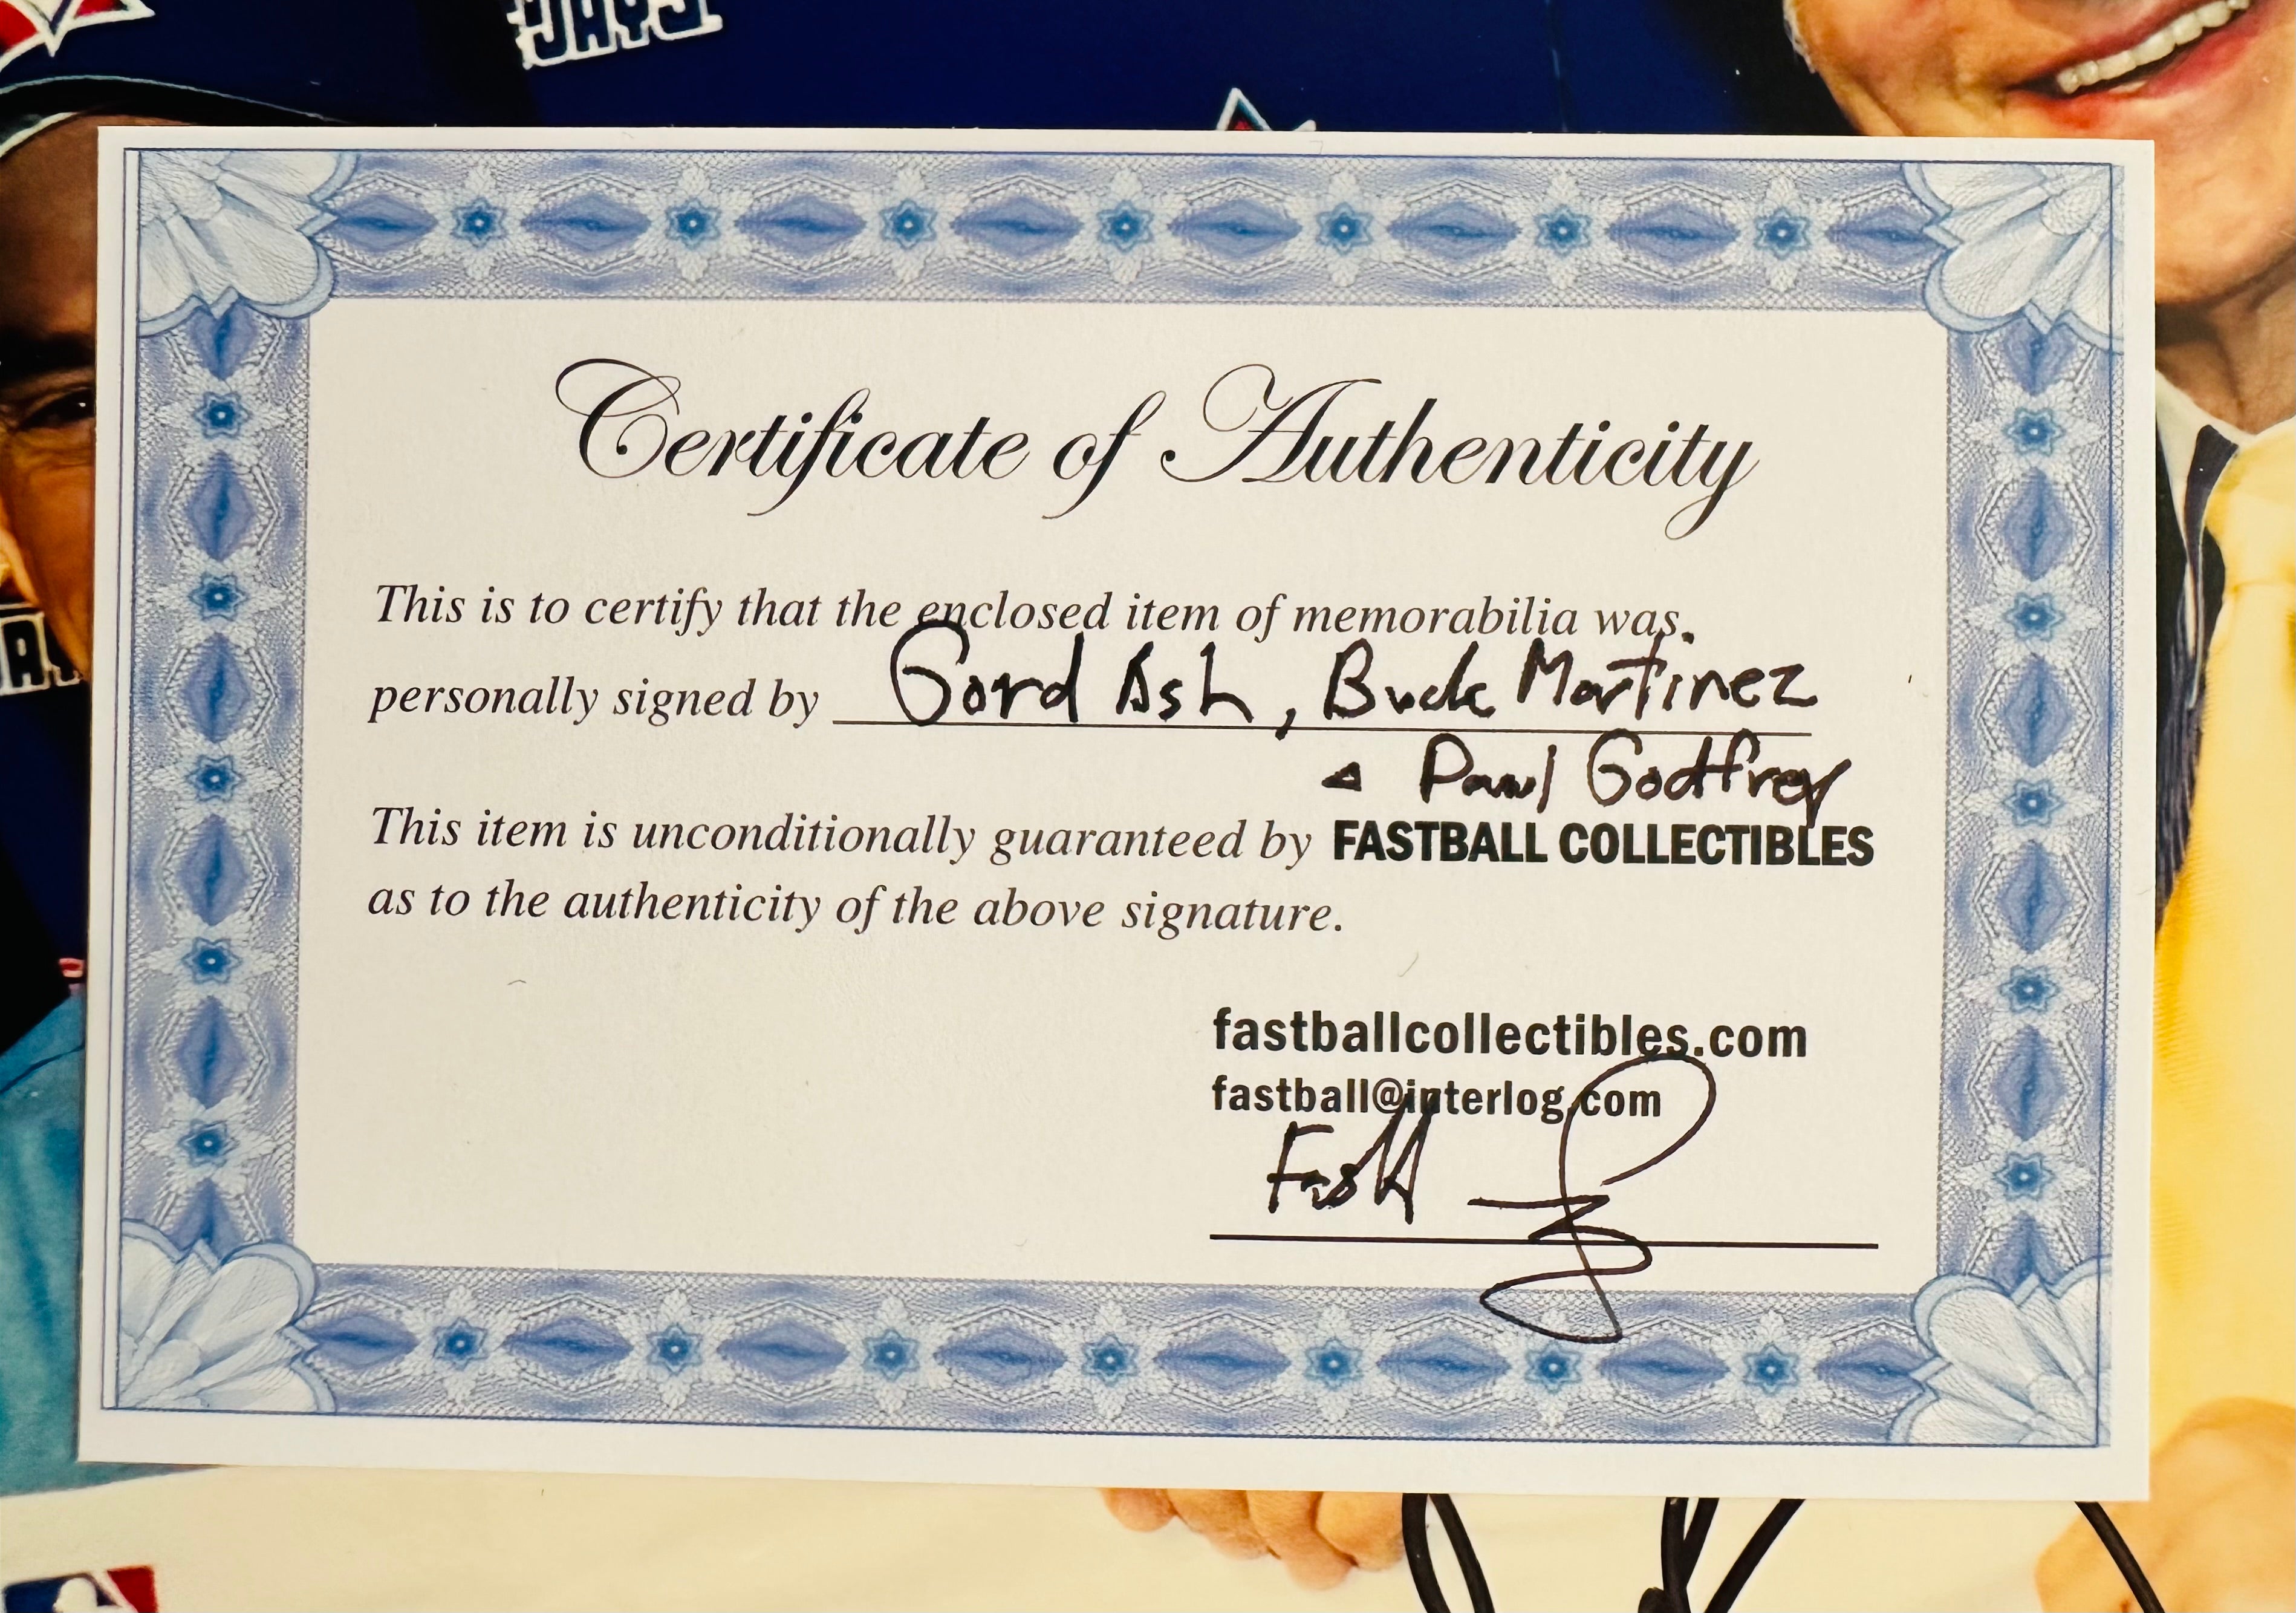 JAYS
Certificate of Authenticity
This is to certify that the enclosed item of memorabilia was
personally signed by Gord Ash, Buck Martinez
& Paul Godfrey
This item is unconditionally guaranteed by FASTBALL COLLECTIBLES
as to the authenticity of the above signature.
fastballcollectibles.com
fastball@interlog.com